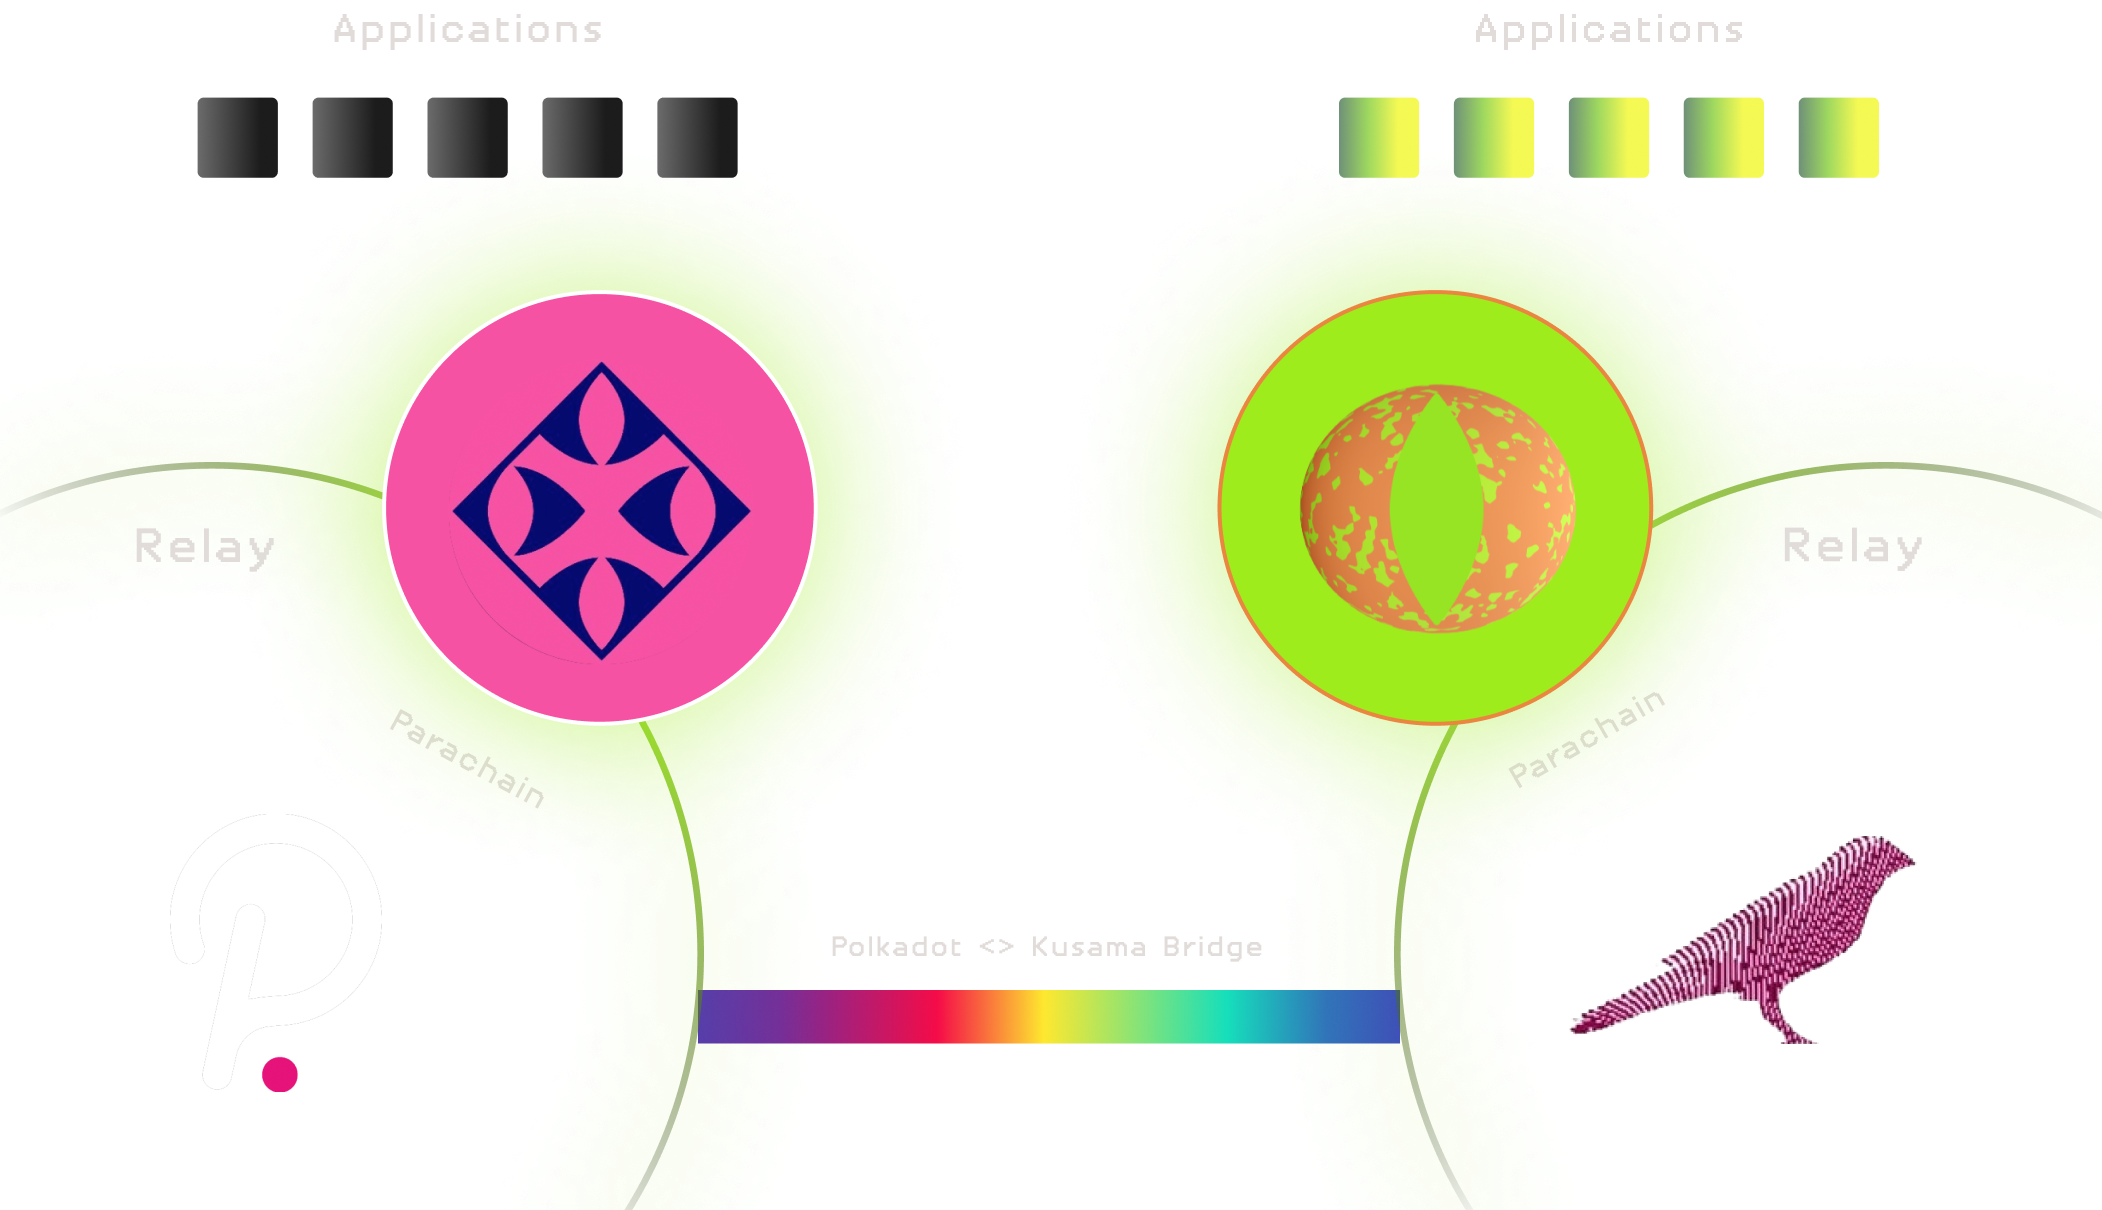 Applications
Applications
Relay
Relay
Parachain
Parachain
Polkadot <> Kusama Bridge